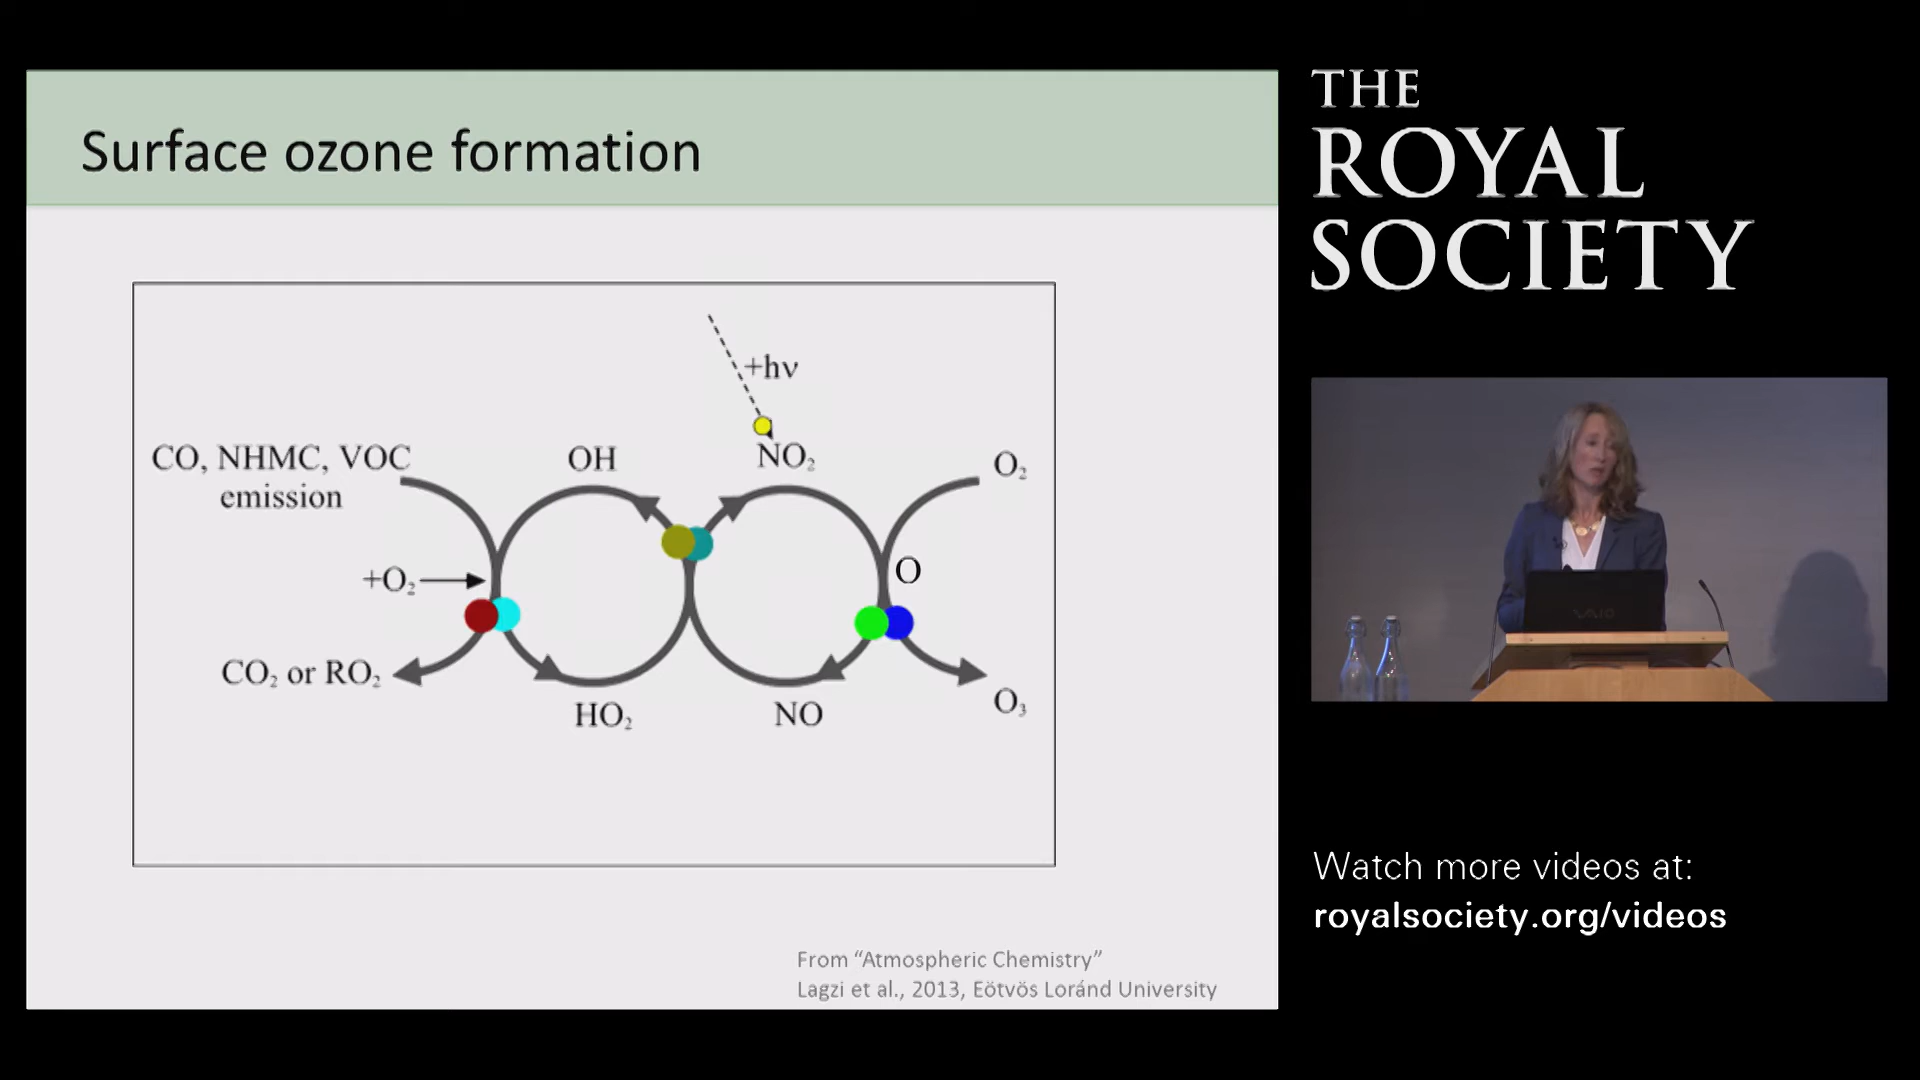 Surface ozone formation
+hν
CO, NHMC, VOC
emission
OH
NO₂
O₂
+O₂
O
CO₂ or RO₂
HO₂
NO
O₃
From “Atmospheric Chemistry”
Lagzi et al., 2013, Eötvös Loránd University
THE
ROYAL
SOCIETY
VAIO
Watch more videos at:
royalsociety.org/videos